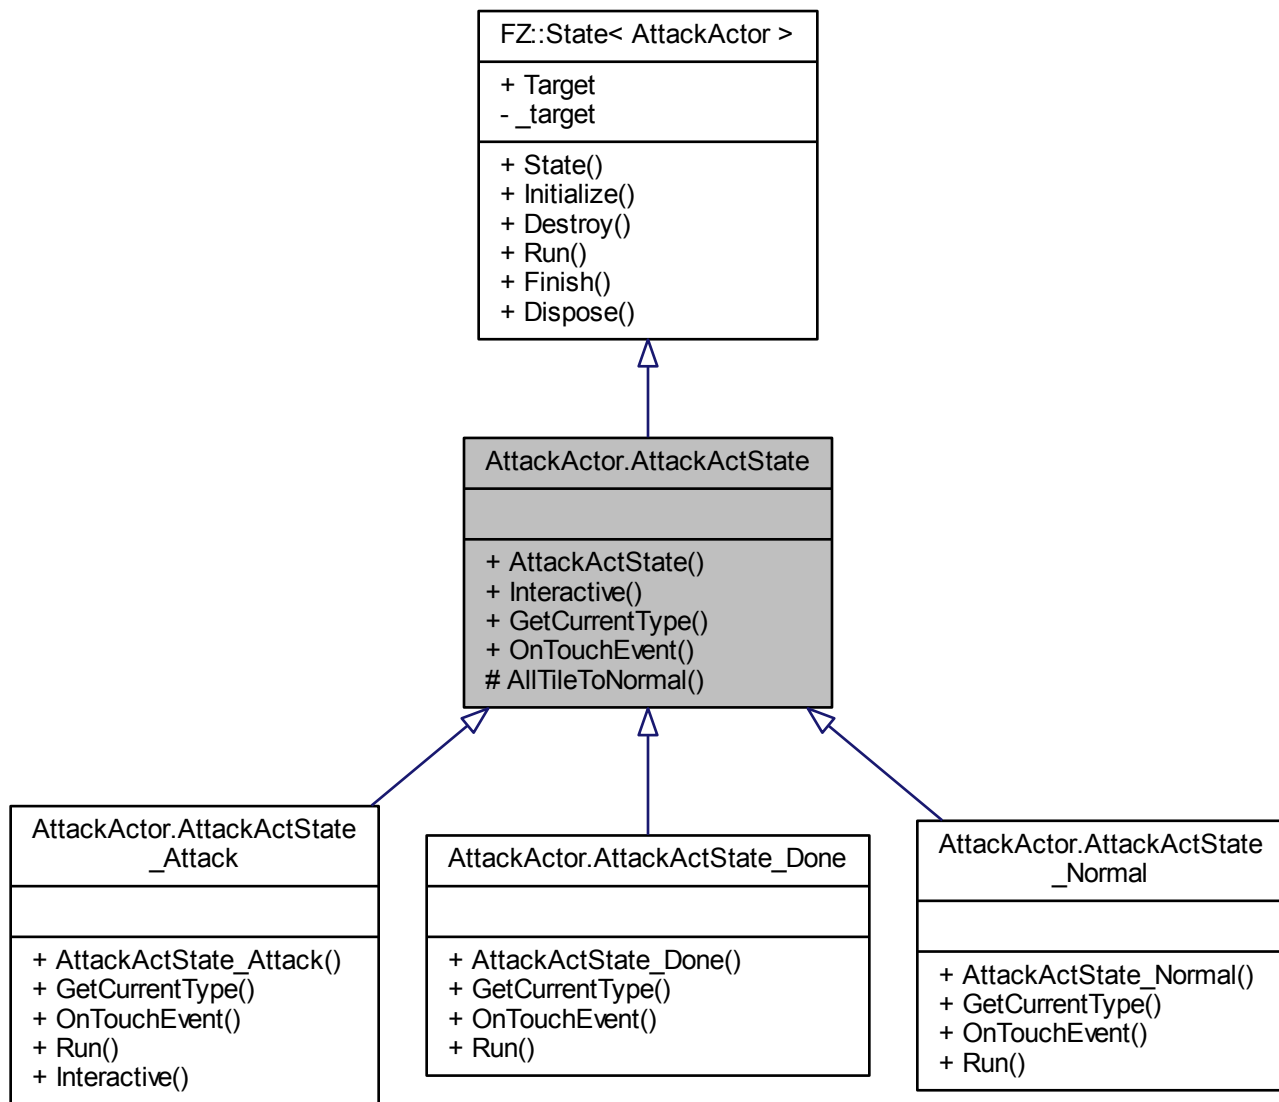 FZ::State< AttackActor >
+ Target
- _target
+ State()
+ Initialize()
+ Destroy()
+ Run()
+ Finish()
+ Dispose()
AttackActor.AttackActState
+ AttackActState()
+ Interactive()
+ GetCurrentType()
+ OnTouchEvent()
# AllTileToNormal()
AttackActor.AttackActState
_Attack
+ AttackActState_Attack()
+ GetCurrentType()
+ OnTouchEvent()
+ Run()
+ Interactive()
AttackActor.AttackActState_Done
+ AttackActState_Done()
+ GetCurrentType()
+ OnTouchEvent()
+ Run()
AttackActor.AttackActState
_Normal
+ AttackActState_Normal()
+ GetCurrentType()
+ OnTouchEvent()
+ Run()